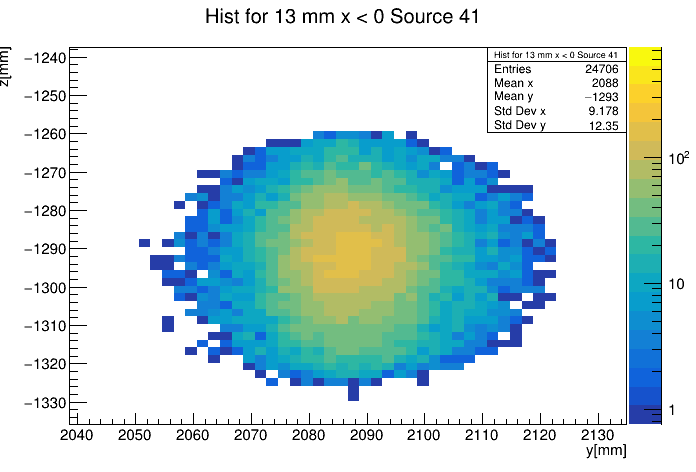 Hist for 13 mm x < 0 Source 41
z[mm]
−1240
−1250
−1260
−1270
−1280
−1290
−1300
−1310
−1320
−1330
Hist for 13 mm x < 0 Source 41
Entries 24706
Mean x 2088
Mean y −1293
Std Dev x 9.178
Std Dev y 12.35
10²
10
1
2040 2050 2060 2070 2080 2090 2100 2110 2120 2130
y[mm]